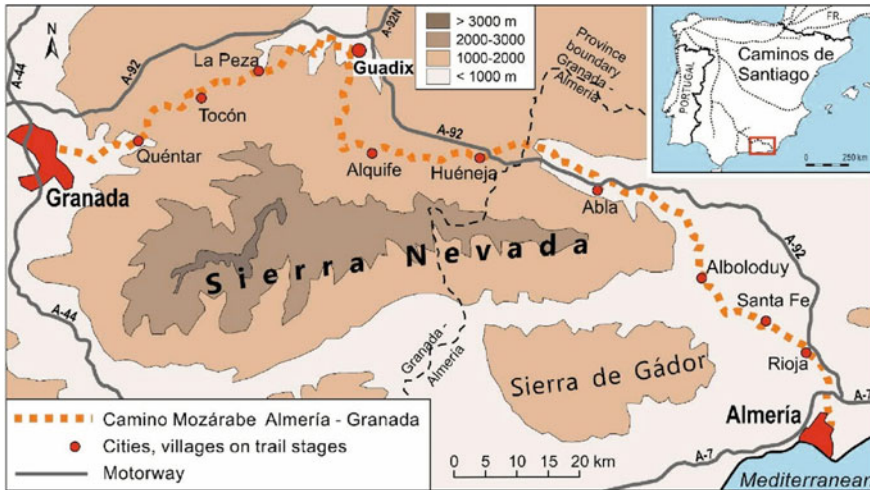 N
A-44
A-92
La Peza
Guadix
A-92N
> 3000 m
2000-3000
1000-2000
< 1000 m
Province
boundary
Granada -
Almería
FR.
Caminos de
Santiago
PORTUGAL
0 250 km
Tocón
Quéntar
Granada
Alquife
A-92
Huéneja
Abla
A-92
Sierra Nevada
Alboloduy
Santa Fe
Rioja
A-44
Granada -
Almería
Sierra de Gádor
Almería
A-7
Camino Mozárabe Almería - Granada
Cities, villages on trail stages
Motorway
0 5 10 20 km
A-7
Mediterranean